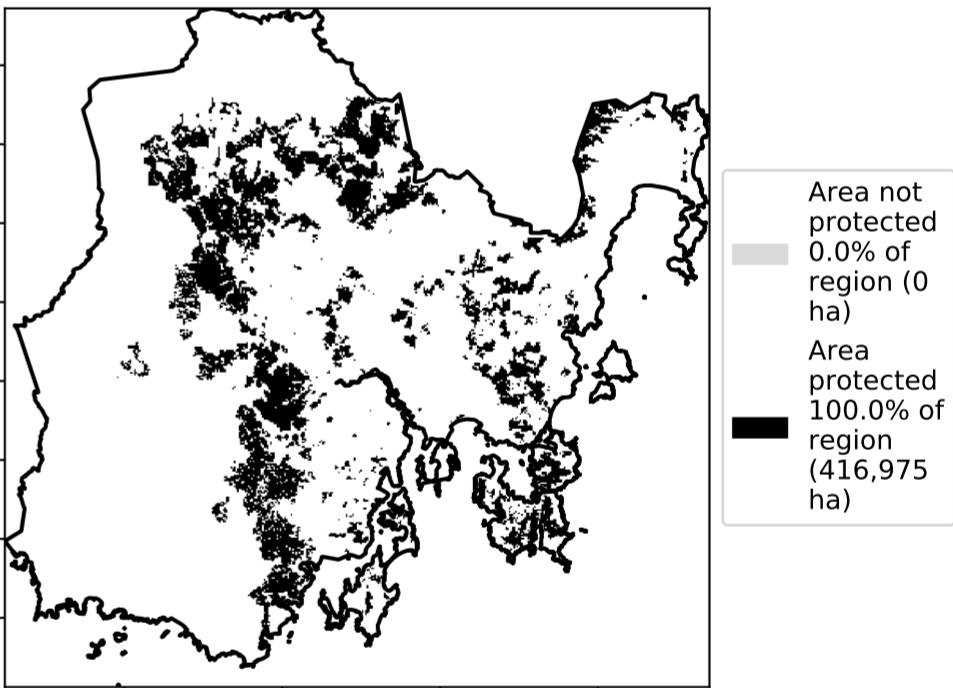 Area not
protected
0.0% of
region (0
ha)
Area
protected
100.0% of
region
(416,975
ha)